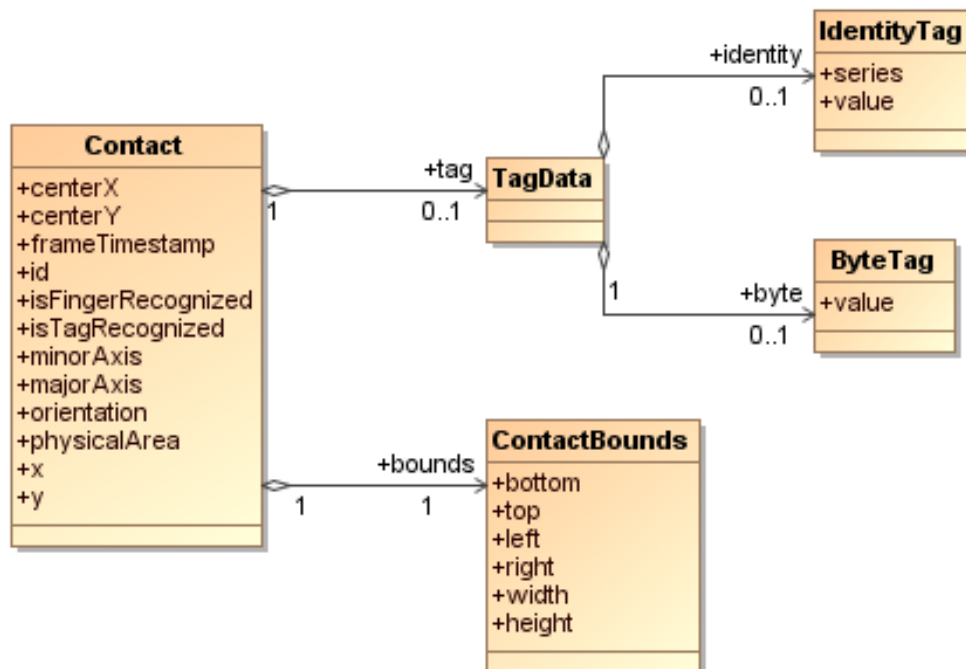 Contact
+centerX
+centerY
+frameTimestamp
+id
+isFingerRecognized
+isTagRecognized
+minorAxis
+majorAxis
+orientation
+physicalArea
+x
+y
+tag
1
0..1
TagData
+identity
0..1
IdentityTag
+series
+value
1
+byte
0..1
ByteTag
+value
+bounds
1
1
ContactBounds
+bottom
+top
+left
+right
+width
+height